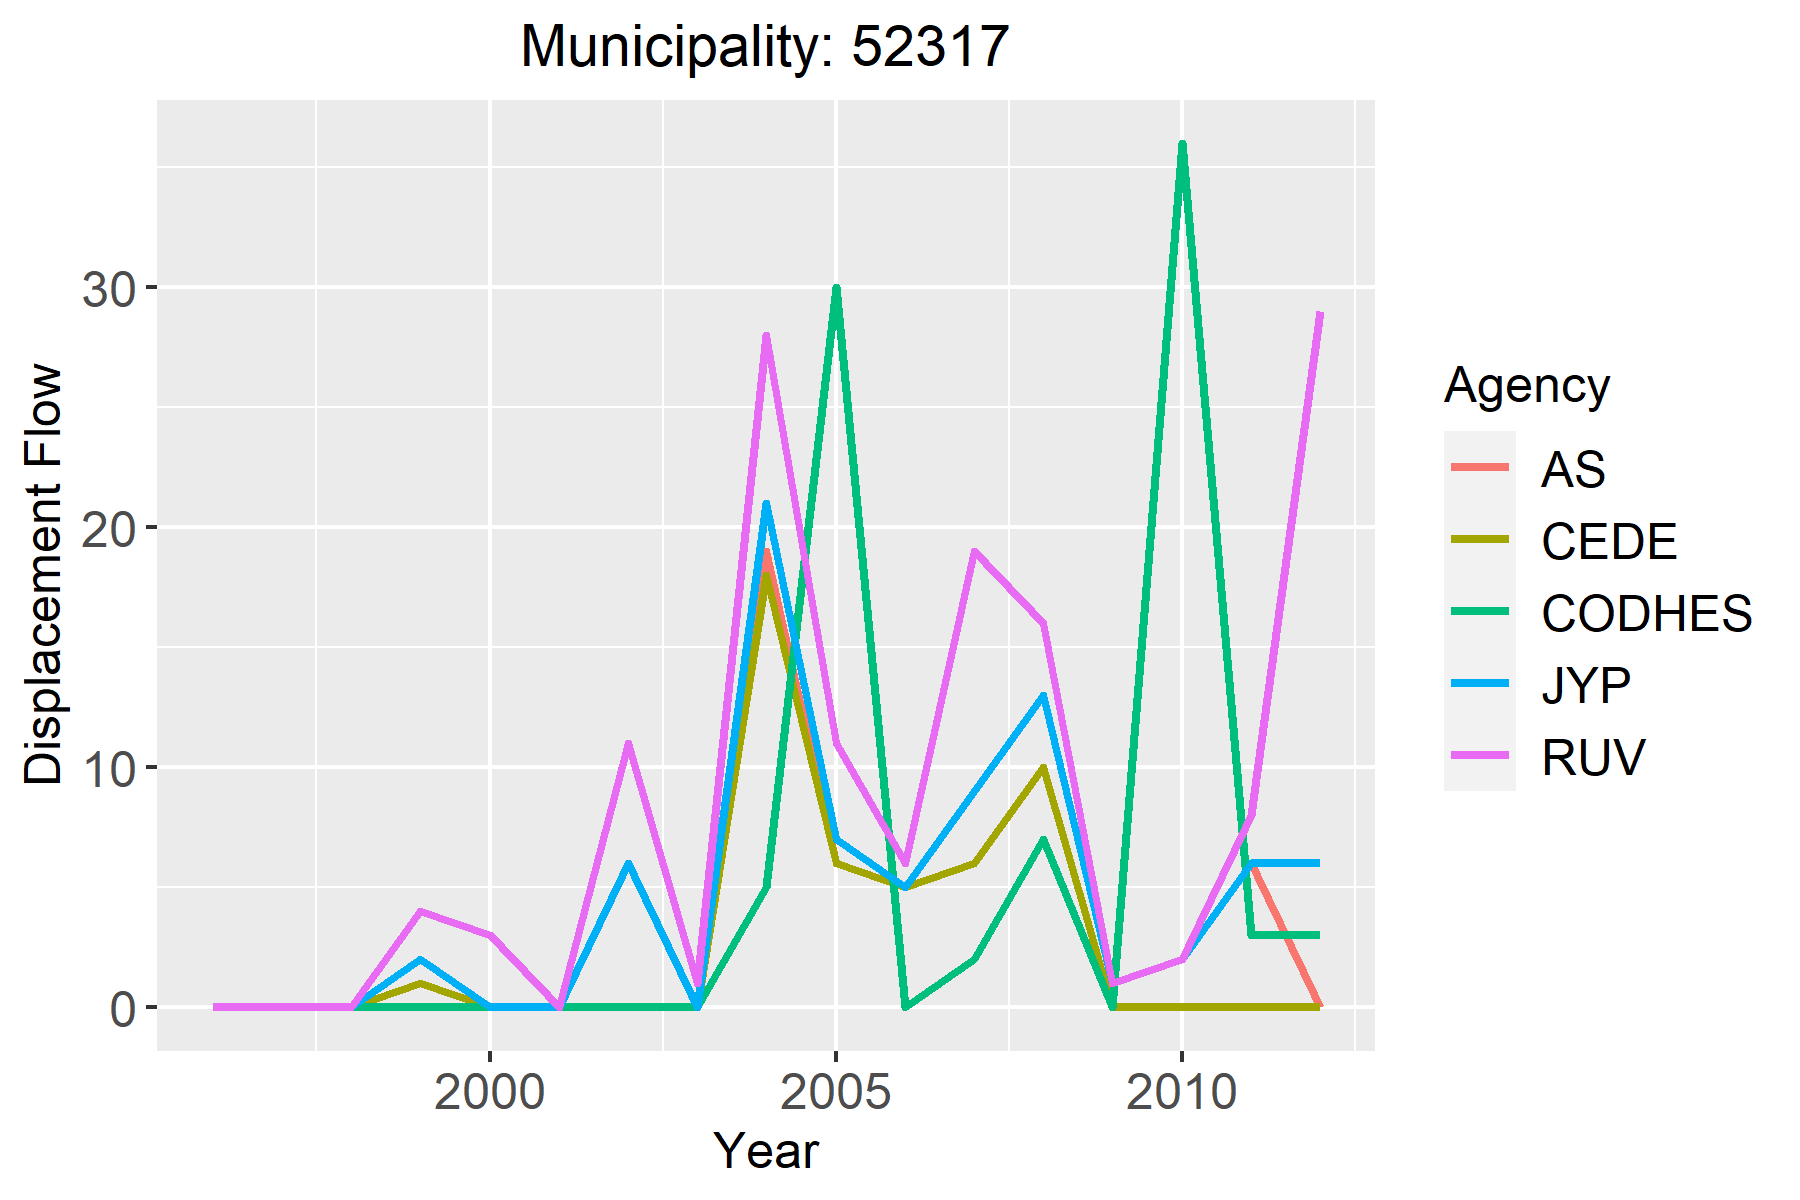 Municipality: 52317
Displacement Flow
30
20
10
0
2000 2005 2010
Year
Agency
AS
CEDE
CODHES
JYP
RUV